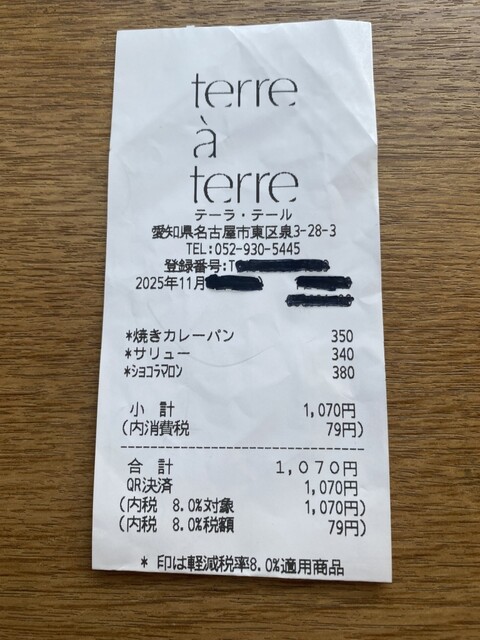 terre
à
terre
テーラ・テール
愛知県名古屋市東区泉3-28-3
TEL:052-930-5445
登録番号:T
2025年11月
*焼きカレーパン 350
*サリュー 340
*ショコラマロン 380
小 計 1,070円
(内消費税 79円)
合 計 1,070円
QR決済 1,070円
(内税 8.0%対象 1,070円)
(内税 8.0%税額 79円)
* 印は軽減税率8.0%適用商品